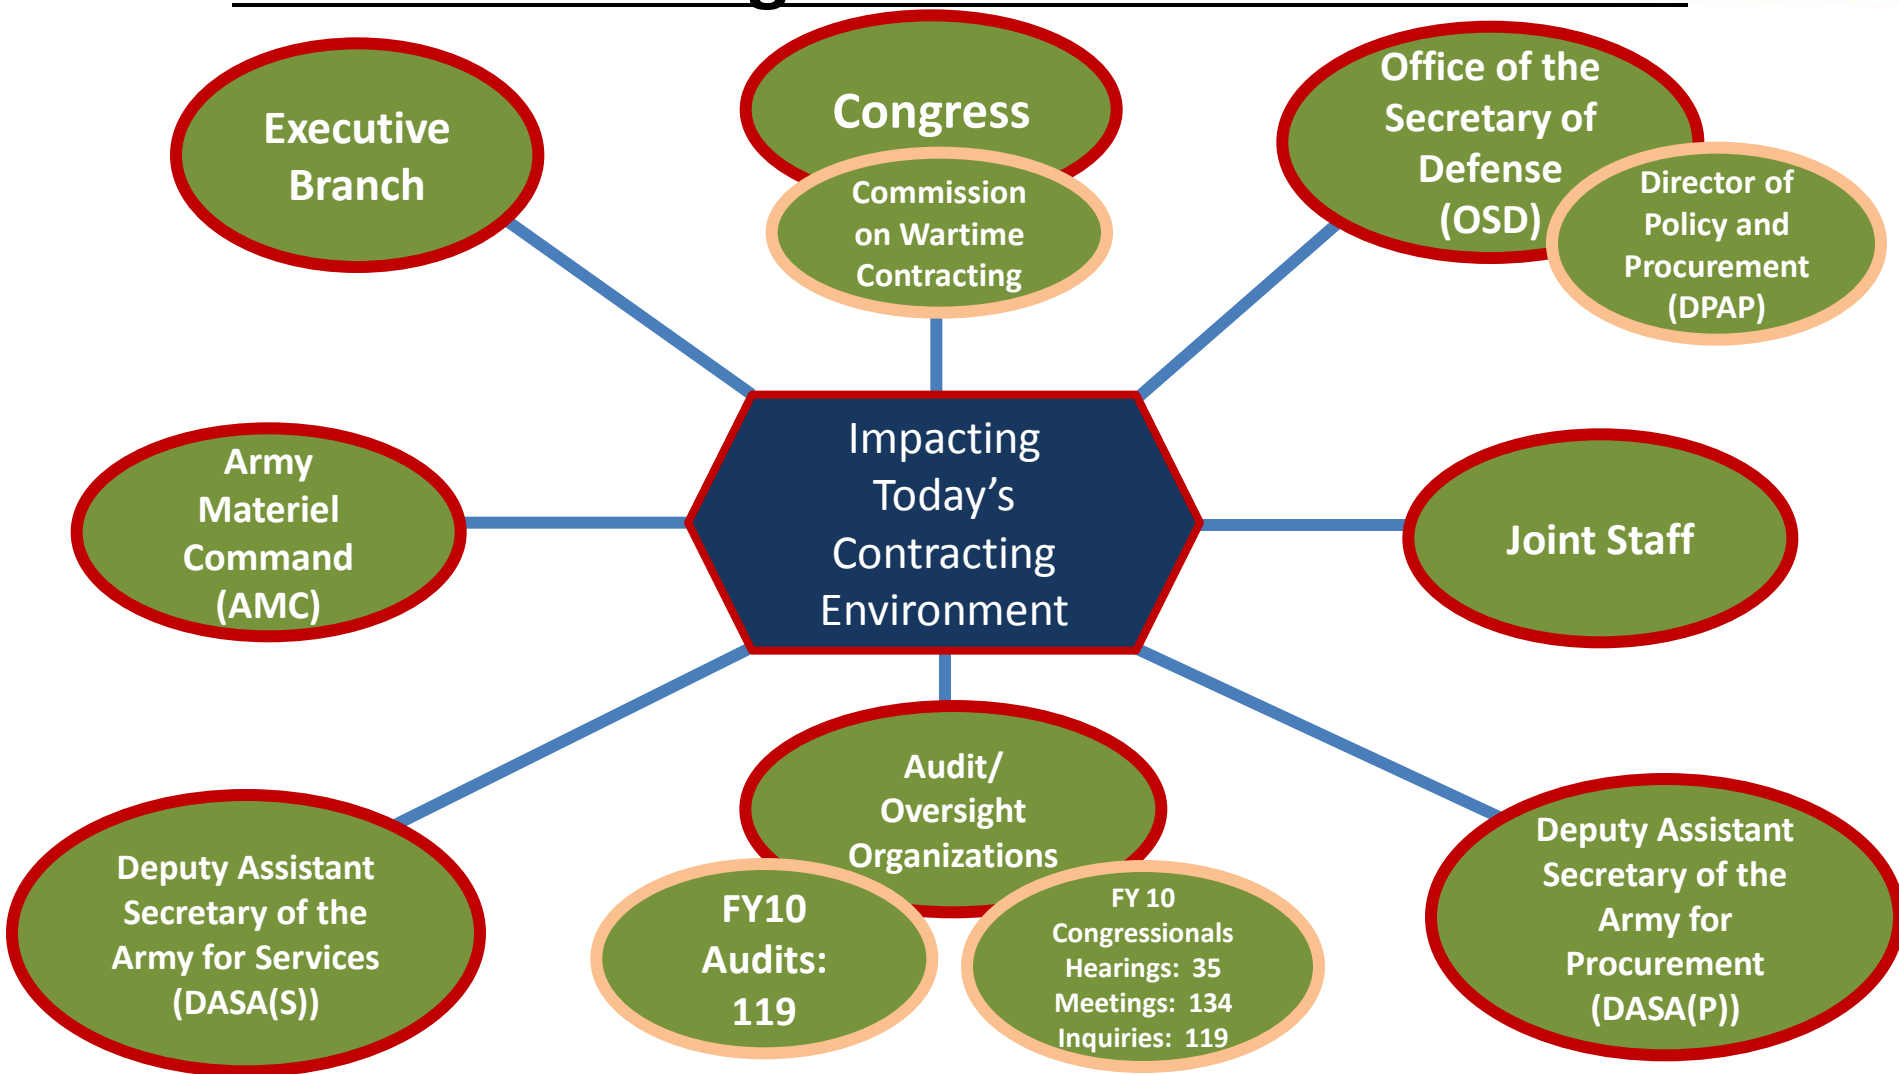 Executive
Branch
Congress
Commission
on Wartime
Contracting
Office of the
Secretary of
Defense
(OSD)
Director of
Policy and
Procurement
(DPAP)
Army
Materiel
Command
(AMC)
Impacting
Today’s
Contracting
Environment
Joint Staff
Deputy Assistant
Secretary of the
Army for Services
(DASA(S))
Audit/
Oversight
Organizations
FY10
Audits:
119
FY 10
Congressionals
Hearings: 35
Meetings: 134
Inquiries: 119
Deputy Assistant
Secretary of the
Army for
Procurement
(DASA(P))